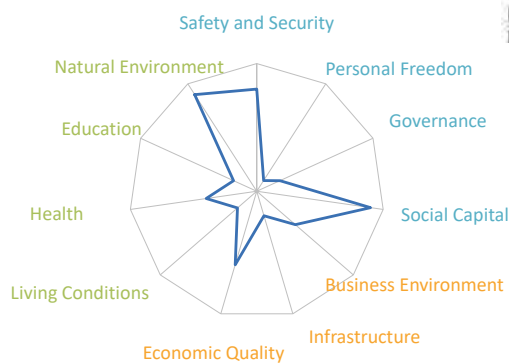 Safety and Security
Personal Freedom
Governance
Social Capital
Business Environment
Infrastructure
Economic Quality
Living Conditions
Health
Education
Natural Environment